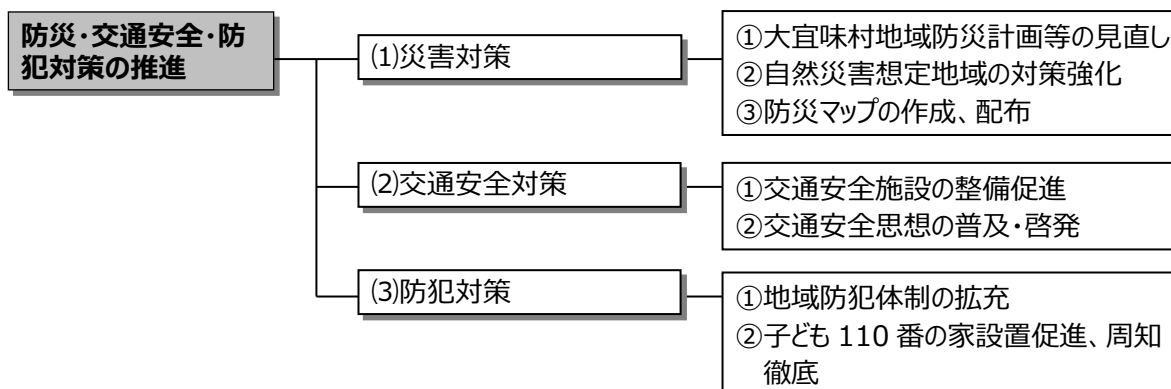 防災・交通安全・防
犯対策の推進
⑴災害対策
①大宜味村地域防災計画等の見直し
②自然災害想定地域の対策強化
③防災マップの作成、配布
⑵交通安全対策
①交通安全施設の整備促進
②交通安全思想の普及・啓発
⑶防犯対策
①地域防犯体制の拡充
②子ども 110 番の家設置促進、周知
徹底